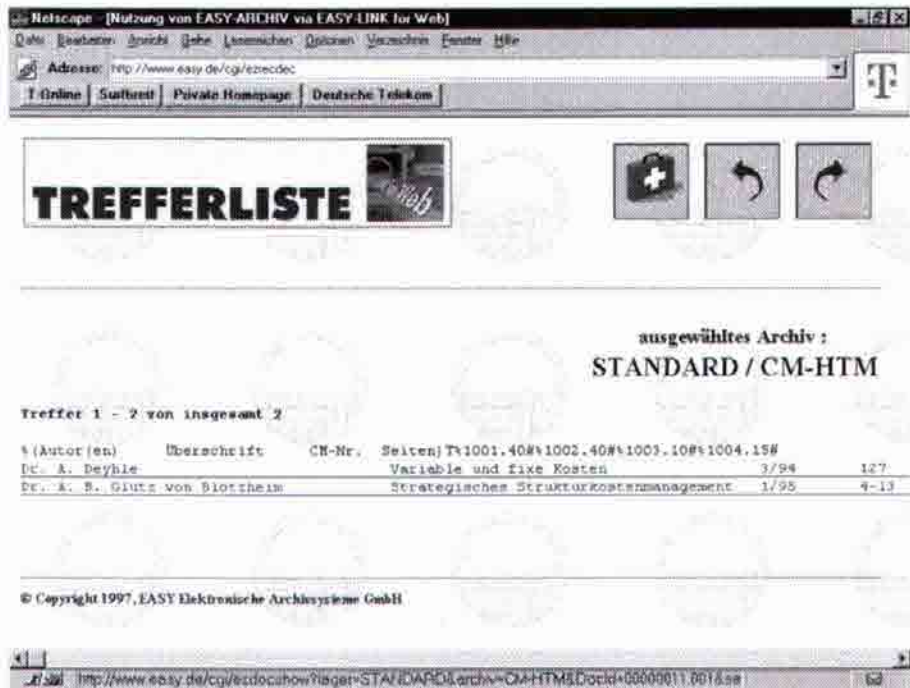 Netscape - [Nutzung von EASY-ARCHIV via EASY-LINK for Web]
Datei Bearbeiten Ansicht Gehe Lesezeichen Optionen Verzeichnis Fenster Hilfe
Adresse: http://www.easy.de/cgi/ezrecdec
T-Online Suchbrett Private Homepage Deutsche Telekom
T
TREFFERLISTE
Web
ausgewähltes Archiv :
STANDARD / CM-HTM
Treffer 1 - 2 von insgesamt 2
%(Autor(en) Überschrift CM-Nr. Seiten)T%1001.40#%1002.40#%1003.10#%1004.15#
Dr. A. Deyhle Variable und fixe Kosten 3/94 127
Dr. A. B. Glutz von Blotzheim Strategisches Strukturkostenmanagement 1/95 4-13
© Copyright 1997, EASY Elektronische Archivsysteme GmbH
http://www.easy.de/cgi/ezdocshow?lager=STANDARD&archiv=CM-HTM&DocId=00000011.001&se